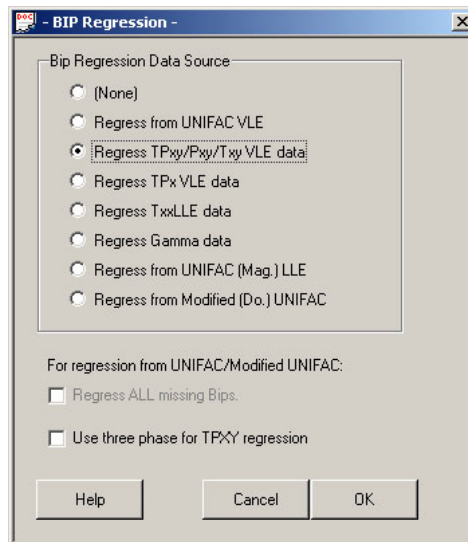 DOC
- BIP Regression -
Bip Regression Data Source
(None)
Regress from UNIFAC VLE
Regress TPxy/Pxy/Txy VLE data
Regress TPx VLE data
Regress TxxLLE data
Regress Gamma data
Regress from UNIFAC (Mag.) LLE
Regress from Modified (Do.) UNIFAC
For regression from UNIFAC/Modified UNIFAC:
Regress ALL missing Bips.
Use three phase for TPXY regression
Help Cancel OK